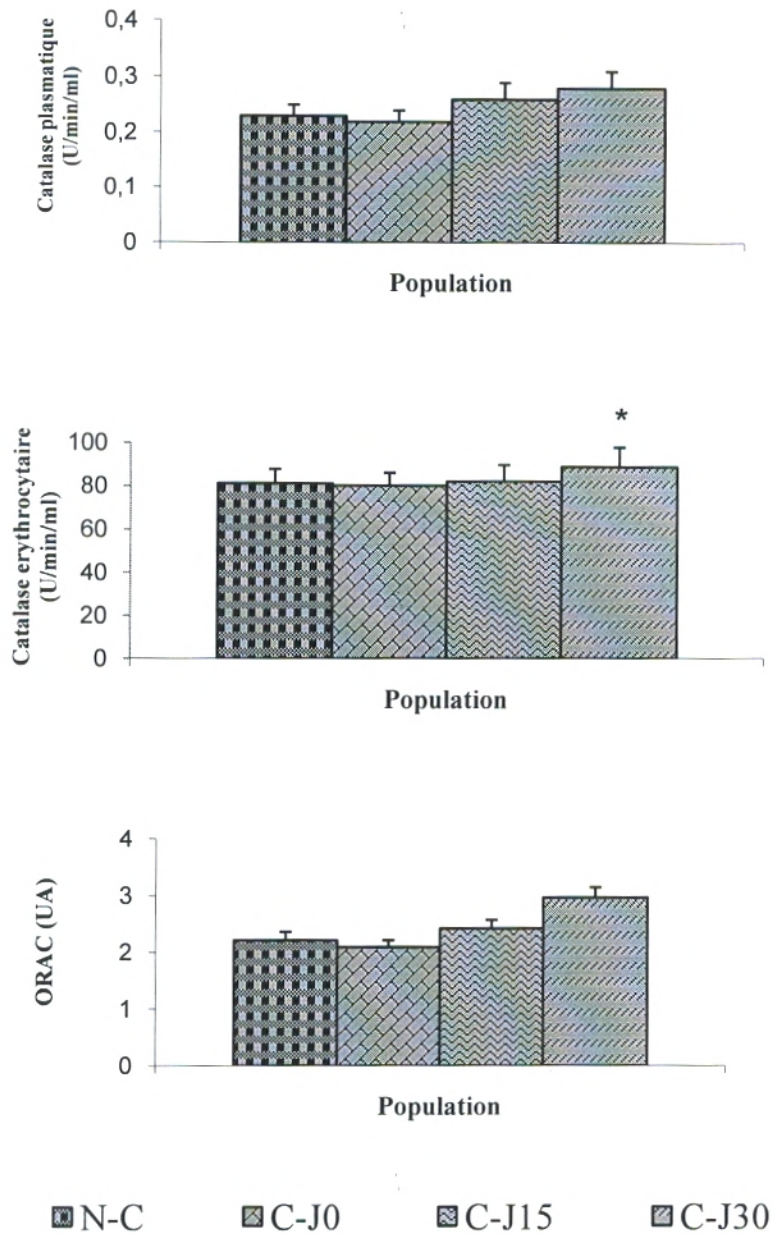 Catalase plasmatique
(U/min/ml)
0,4
0,3
0,2
0,1
0
Population
Catalase erythrocytaire
(U/min/ml)
100
80
60
40
20
0
*
Population
ORAC (UA)
4
3
2
1
0
Population
N-C C-J0 C-J15 C-J30